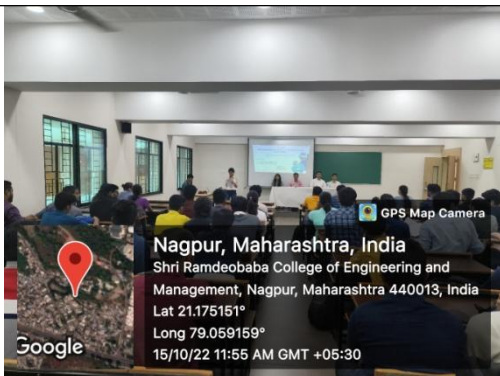 GPS Map Camera
Nagpur, Maharashtra, India
Shri Ramdeobaba College of Engineering and
Management, Nagpur, Maharashtra 440013, India
Lat 21.175151°
Long 79.059159°
15/10/22 11:55 AM GMT +05:30
Google